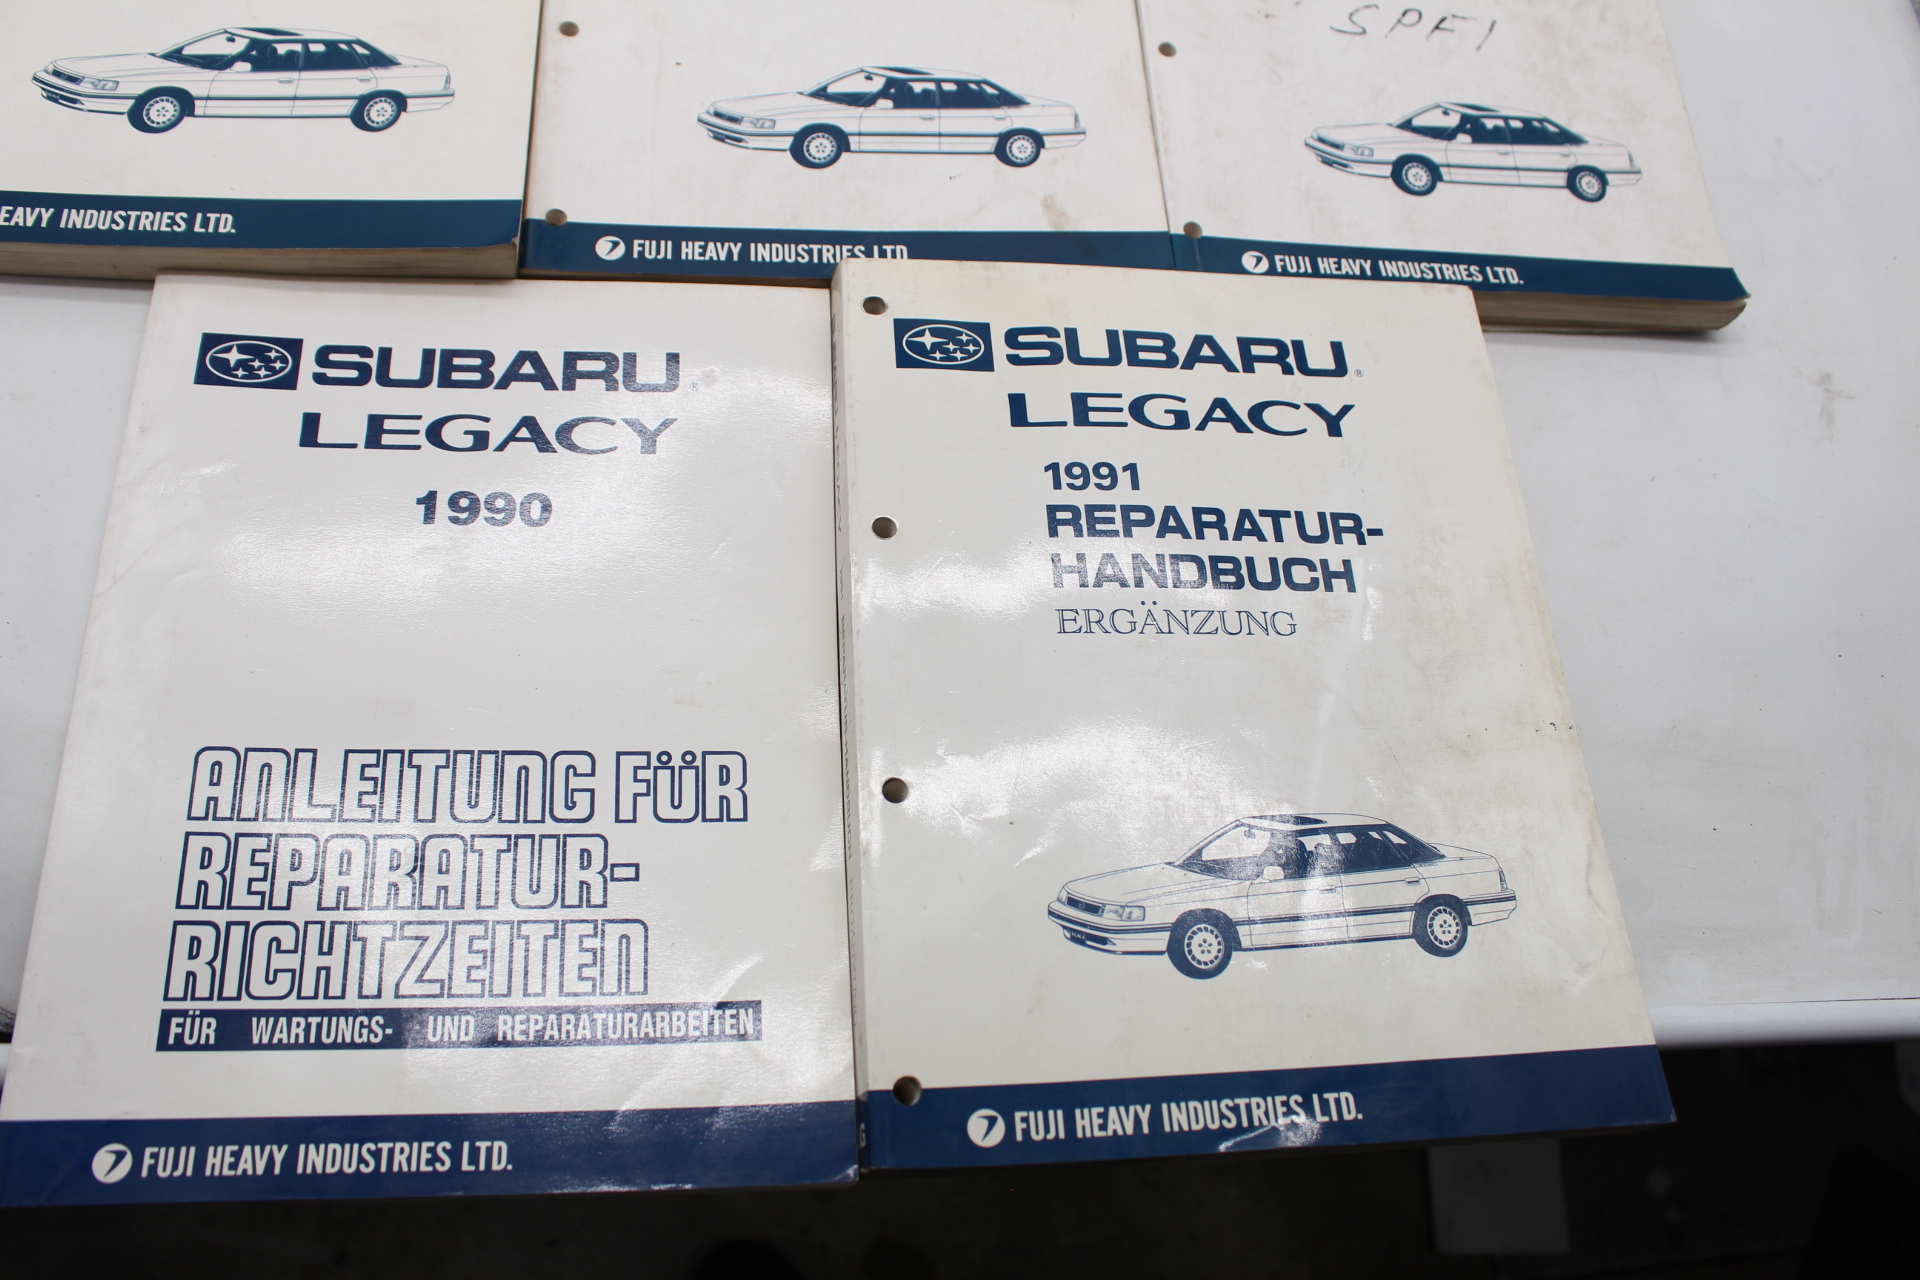 SPFI
EAVY INDUSTRIES LTD.
FUJI HEAVY INDUSTRIES LTD.
FUJI HEAVY INDUSTRIES LTD.
SUBARU®
LEGACY
1990
ANLEITUNG FÜR
REPARATUR-
RICHTZEITEN
FÜR WARTUNGS- UND REPARATURARBEITEN
FUJI HEAVY INDUSTRIES LTD.
SUBARU®
LEGACY
1991
REPARATUR-
HANDBUCH
ERGÄNZUNG
FUJI HEAVY INDUSTRIES LTD.